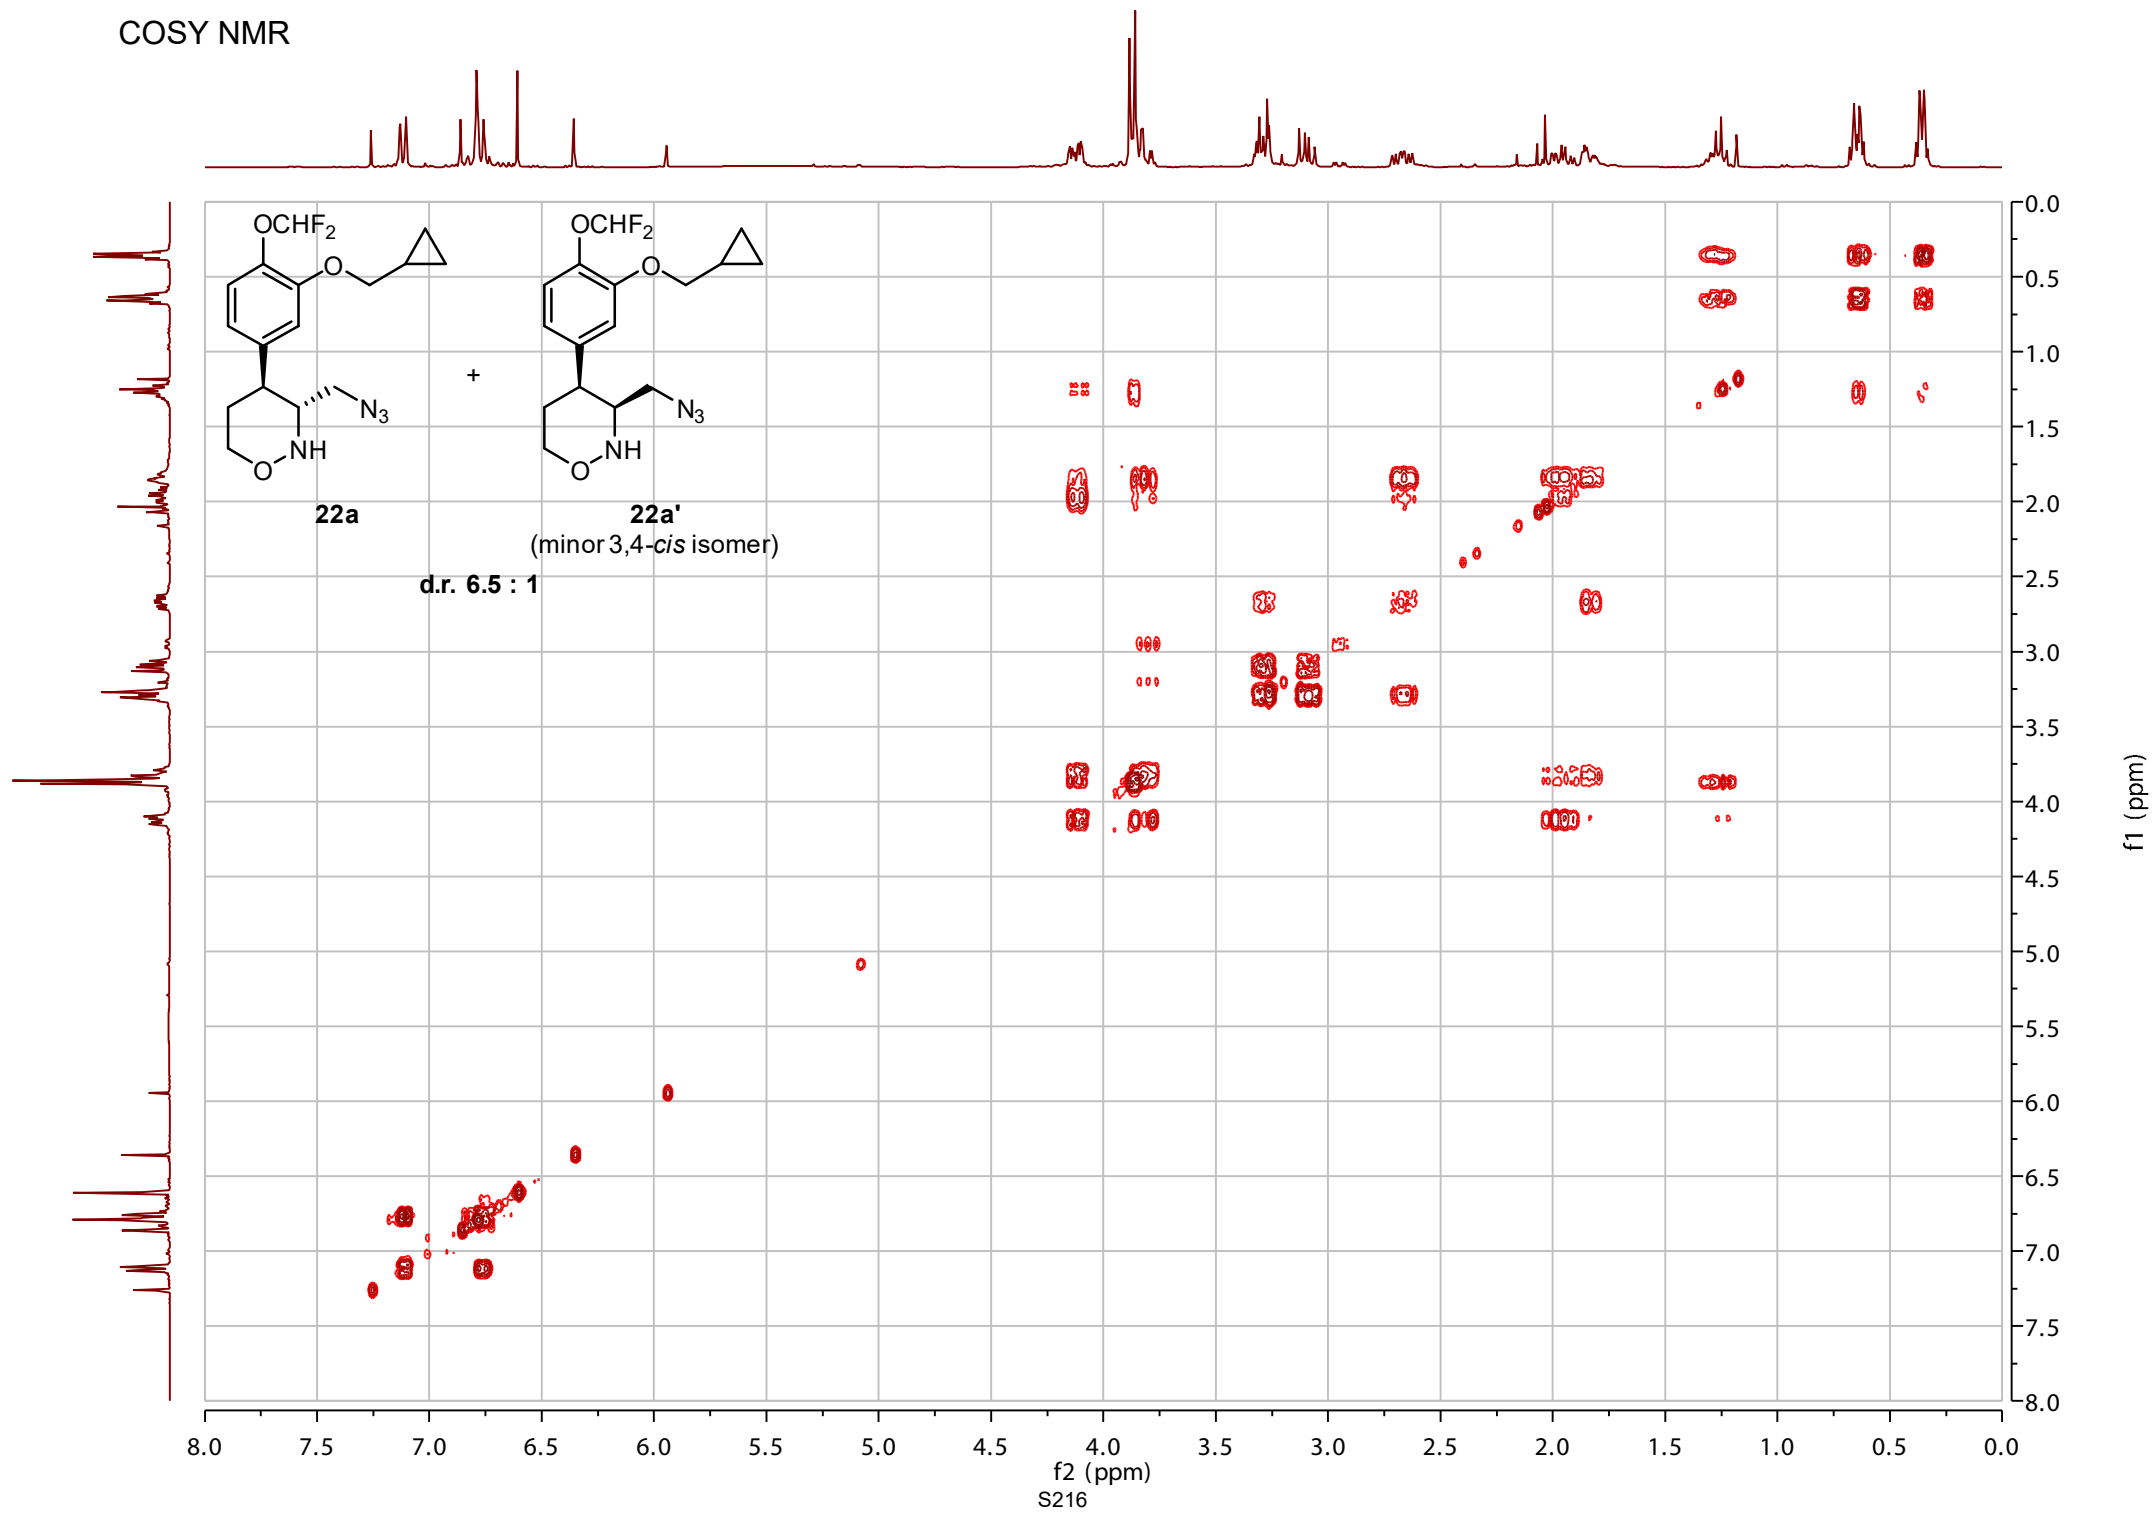 COSY NMR
OCHF2 OCHF2
O O
N3 N3
NH NH
O O
+
22a 22a'
(minor 3,4-cis isomer)
d.r. 6.5 : 1
0.0
0.5
1.0
1.5
2.0
2.5
3.0
3.5
4.0
4.5
5.0
5.5
6.0
6.5
7.0
7.5
8.0
f1 (ppm)
8.0 7.5 7.0 6.5 6.0 5.5 5.0 4.5 4.0 3.5 3.0 2.5 2.0 1.5 1.0 0.5 0.0
f2 (ppm)
S216